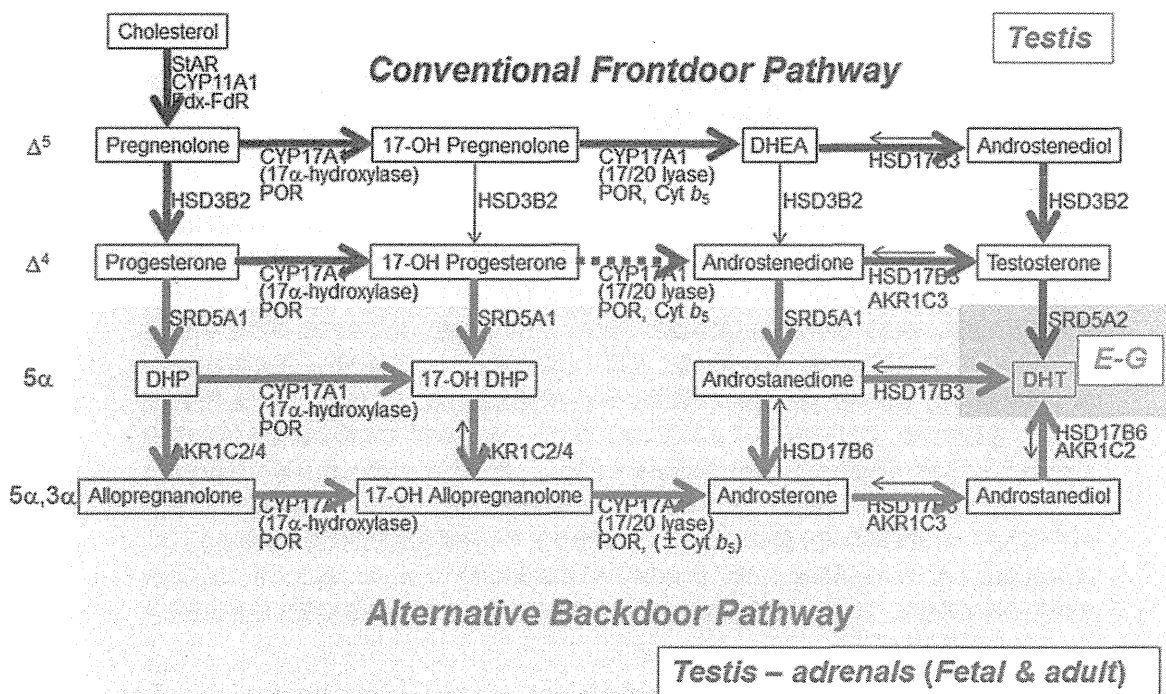 Cholesterol
Testis
StAR
CYP11A1
Fdx-FdR
Conventional Frontdoor Pathway
Δ⁵
Pregnenolone
17-OH Pregnenolone
DHEA
Androstenediol
CYP17A1
(17α-hydroxylase)
POR
CYP17A1
(17/20 lyase)
POR, Cyt b₅
HSD17B3
HSD3B2
HSD3B2
HSD3B2
HSD3B2
Δ⁴
Progesterone
17-OH Progesterone
Androstenedione
Testosterone
CYP17A1
(17α-hydroxylase)
POR
CYP17A1
(17/20 lyase)
POR, Cyt b₅
HSD17B3
AKR1C3
SRD5A1
SRD5A1
SRD5A1
SRD5A2
E-G
5α
DHP
17-OH DHP
Androstanedione
DHT
CYP17A1
(17α-hydroxylase)
POR
HSD17B3
AKR1C2/4
AKR1C2/4
HSD17B6
HSD17B6
AKR1C2
5α,3α
Allopregnanolone
17-OH Allopregnanolone
Androsterone
Androstanediol
CYP17A1
(17α-hydroxylase)
POR
CYP17A1
(17/20 lyase)
POR, (± Cyt b₅)
HSD17B3
AKR1C3
Alternative Backdoor Pathway
Testis – adrenals (Fetal & adult)